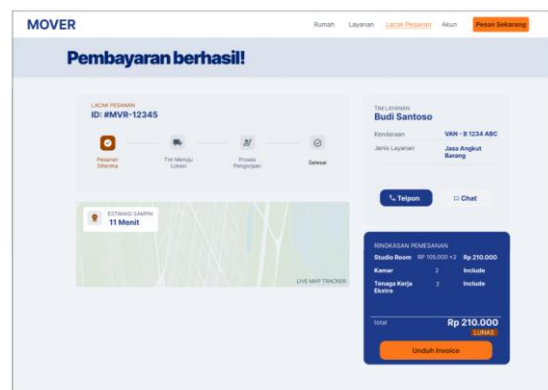 MOVER
Rumah Layanan Lacak Pesanan Akun Pesan Sekarang
Pembayaran berhasil!
LACAK PESANAN
ID: #MVR-12345
Pesanan Diterima
Tim Menuju Lokasi
Proses Pengerjaan
Selesai
ESTIMASI SAMPAI
11 Menit
LIVE MAP TRACKER
TIM LAYANAN
Budi Santoso
Kendaraan VAN - B 1234 ABC
Jenis Layanan Jasa Angkut Barang
Telpon Chat
RINGKASAN PEMESANAN
Studio Room RP 105.000 ×2 Rp 210.000
Kamar 2 Include
Tenaga Kerja Ekstra 2 Include
total Rp 210.000
LUNAS
Unduh Invoice